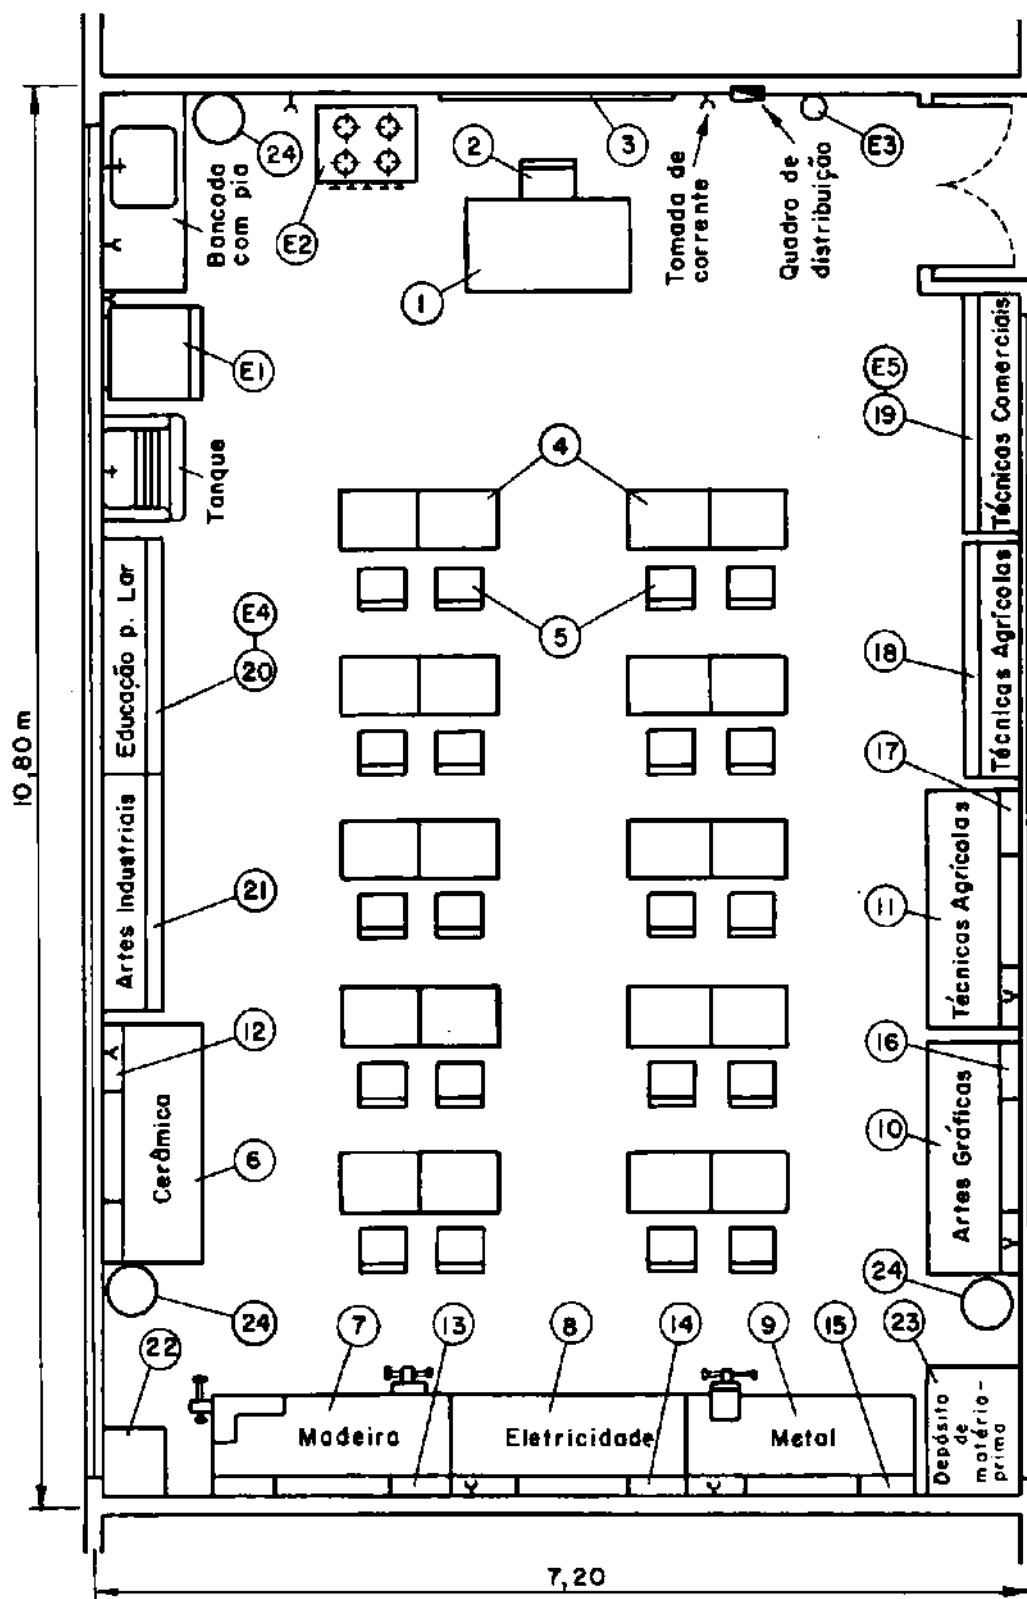 24
E2
2
3
E3
Bancada
com pia
Tomada de
corrente
Quadro de
distribuição
1
E1
E5
19
Técnicas Comerciais
Tanque
4
Educação p. Lar
E4
20
5
18
Técnicas Agrícolas
10,80 m
17
Artes Industriais
21
11
Técnicas Agrícolas
12
16
Cerâmica
6
10
Artes Gráficas
24
24
22
7
13
8
14
9
15
23
Madeira
Eletricidade
Metal
Depósito
de
matéria-
prima
7,20